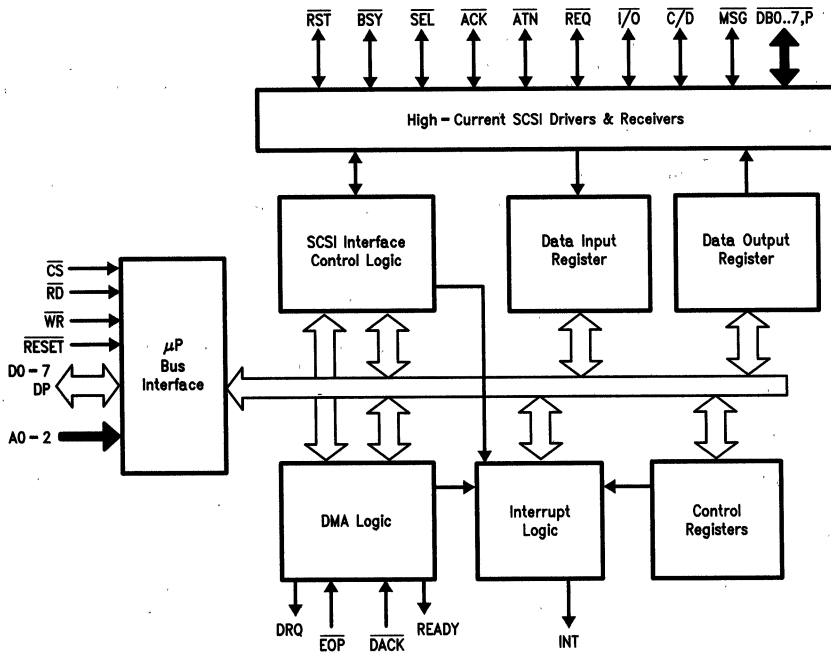 RST BSY SEL ACK ATN REQ I/O C/D MSG DB0..7,P
High-Current SCSI Drivers & Receivers
SCSI Interface
Control Logic
Data Input
Register
Data Output
Register
CS
RD
WR
RESET
D0-7
DP
A0-2
μP
Bus
Interface
DMA Logic
Interrupt
Logic
Control
Registers
DRQ
EOP
DACK
READY
INT